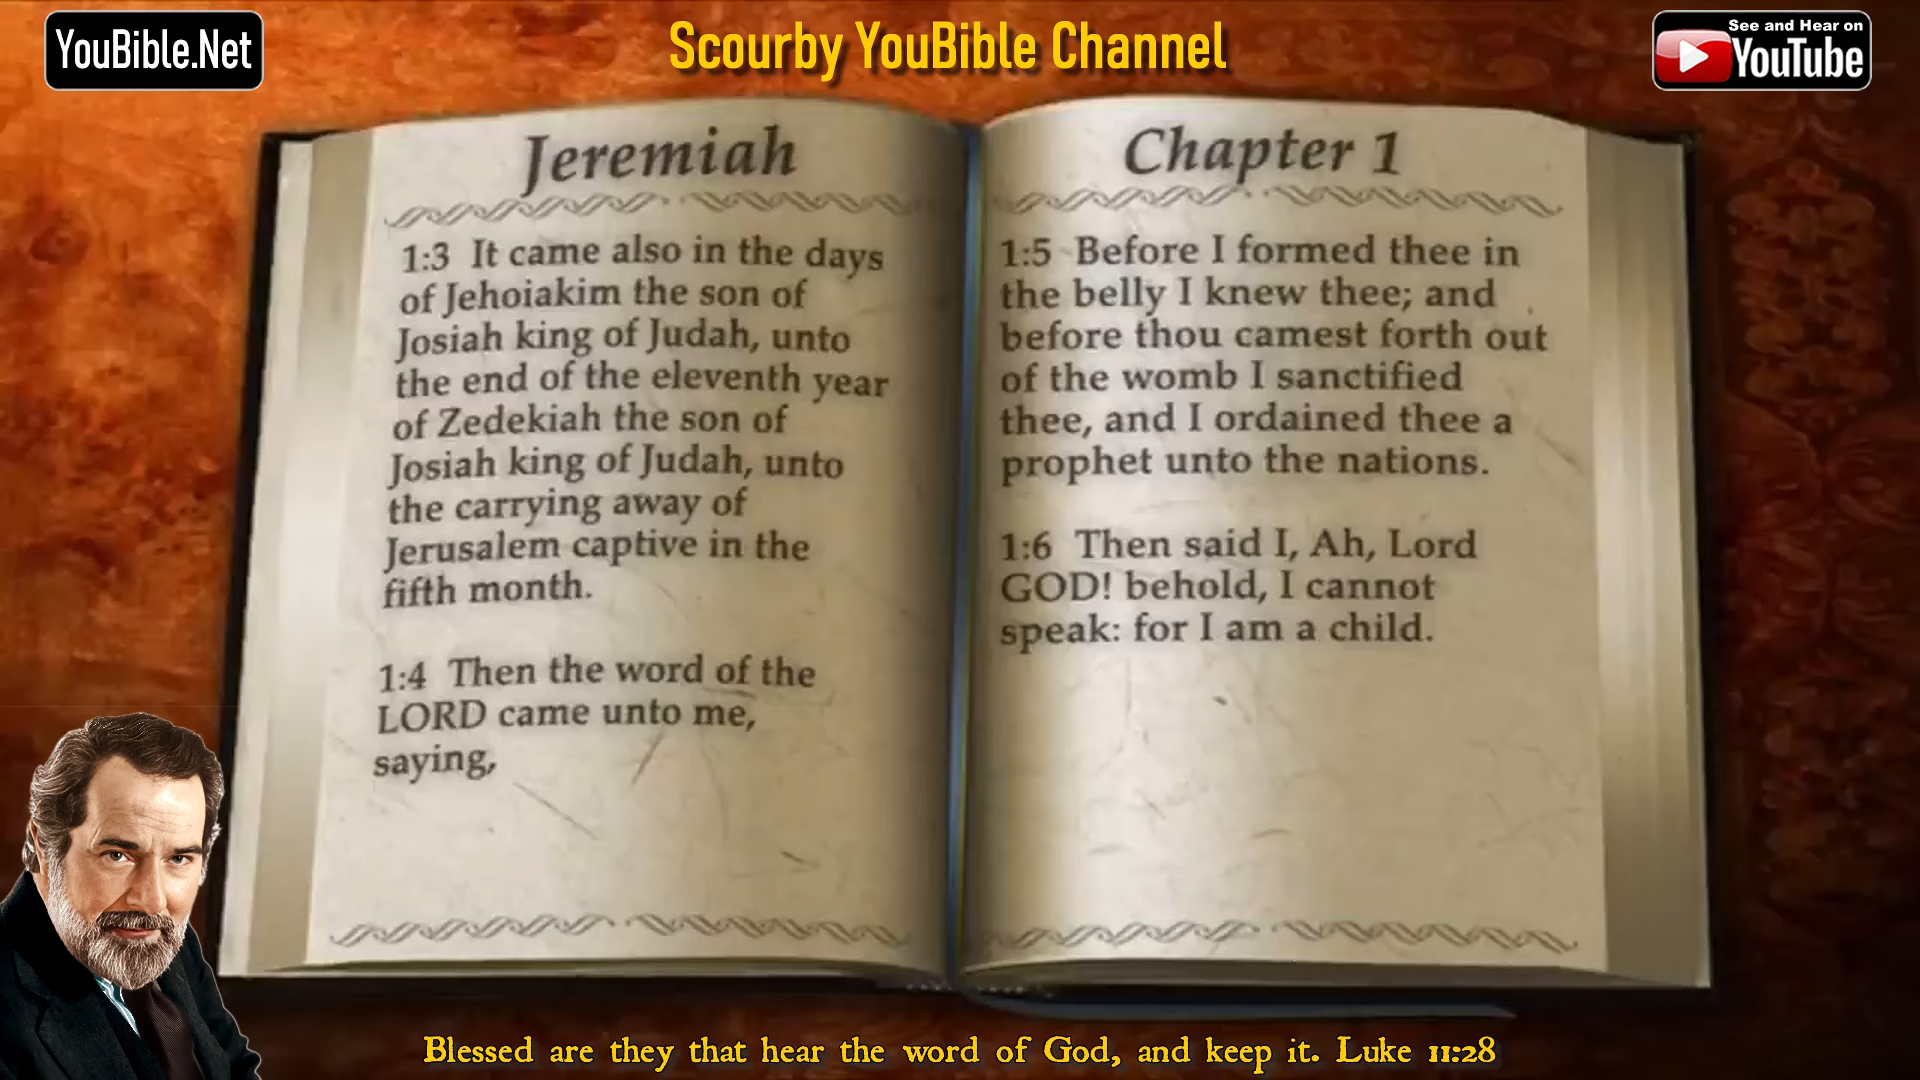 YouBible.Net
Scourby YouBible Channel
See and Hear on
YouTube
Jeremiah
1:3 It came also in the days
of Jehoiakim the son of
Josiah king of Judah, unto
the end of the eleventh year
of Zedekiah the son of
Josiah king of Judah, unto
the carrying away of
Jerusalem captive in the
fifth month.
1:4 Then the word of the
LORD came unto me,
saying,
Chapter 1
1:5 Before I formed thee in
the belly I knew thee; and
before thou camest forth out
of the womb I sanctified
thee, and I ordained thee a
prophet unto the nations.
1:6 Then said I, Ah, Lord
GOD! behold, I cannot
speak: for I am a child.
Blessed are they that hear the word of God, and keep it. Luke 11:28